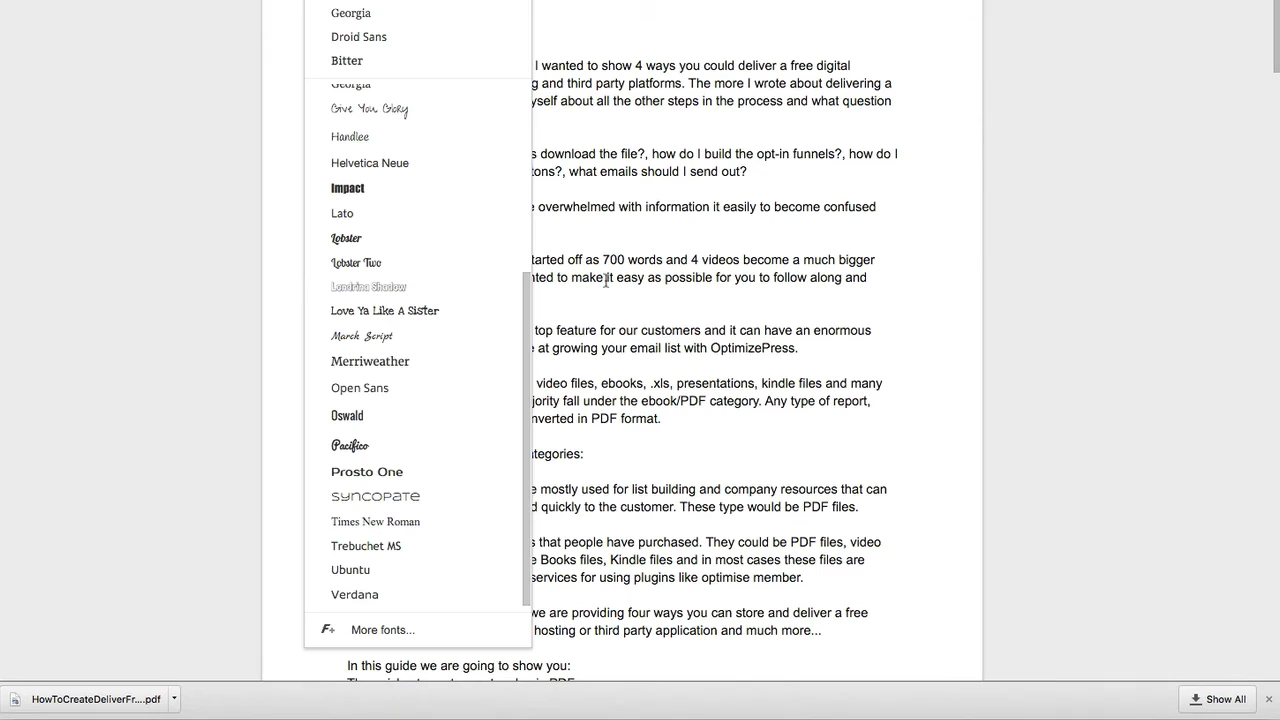 Georgia
Droid Sans
Bitter
Georgia
Give You Glory
Handlee
Helvetica Neue
Impact
Lato
Lobster
Lobster Two
Londrina Shadow
Love Ya Like A Sister
Marck Script
Merriweather
Open Sans
Oswald
Pacifico
Prosto One
Syncopate
Times New Roman
Trebuchet MS
Ubuntu
Verdana
More fonts...
I wanted to show 4 ways you could deliver a free digital
g and third party platforms. The more I wrote about delivering a
yself about all the other steps in the process and what question
s download the file?, how do I build the opt-in funnels?, how do I
tons?, what emails should I send out?
e overwhelmed with information it easily to become confused
tarted off as 700 words and 4 videos become a much bigger
nted to make it easy as possible for you to follow along and
top feature for our customers and it can have an enormous
e at growing your email list with OptimizePress.
video files, ebooks, .xls, presentations, kindle files and many
jority fall under the ebook/PDF category. Any type of report,
nverted in PDF format.
ategories:
e mostly used for list building and company resources that can
d quickly to the customer. These type would be PDF files.
s that people have purchased. They could be PDF files, video
e Books files, Kindle files and in most cases these files are
services for using plugins like optimise member.
we are providing four ways you can store and deliver a free
hosting or third party application and much more...
In this guide we are going to show you:
HowToCreateDeliverFr....pdf
Show All